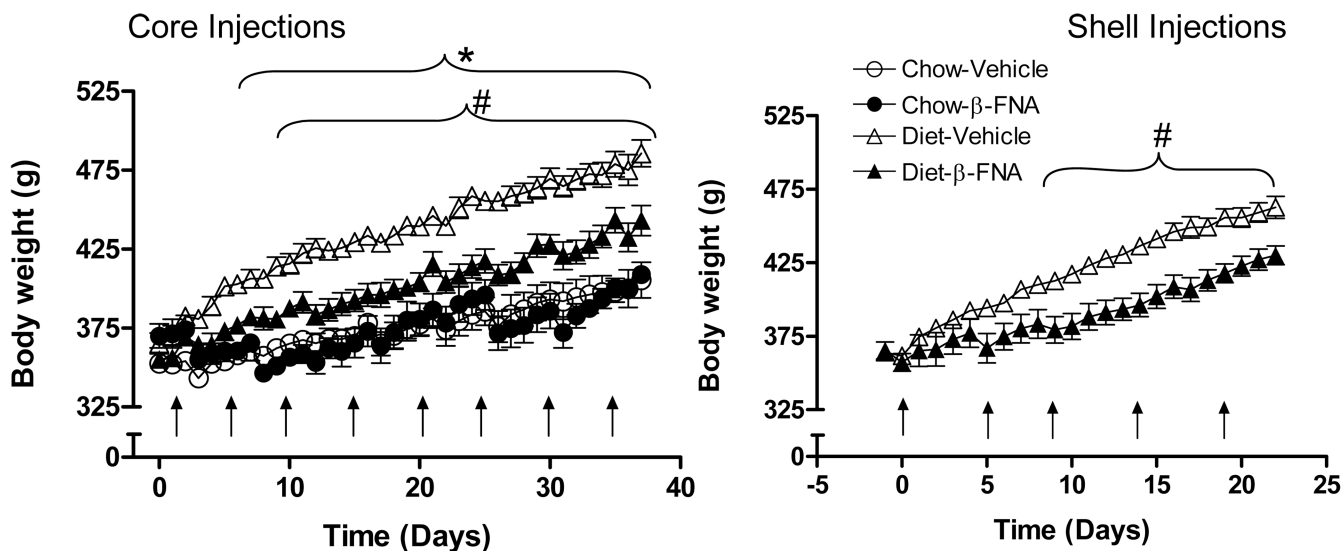 Core Injections
*
#
525
475
425
375
325
0
Body weight (g)
0 10 20 30 40
Time (Days)
Shell Injections
Chow-Vehicle
Chow-β-FNA
Diet-Vehicle
Diet-β-FNA
#
525
475
425
375
325
0
Body weight (g)
-5 0 5 10 15 20 25
Time (Days)